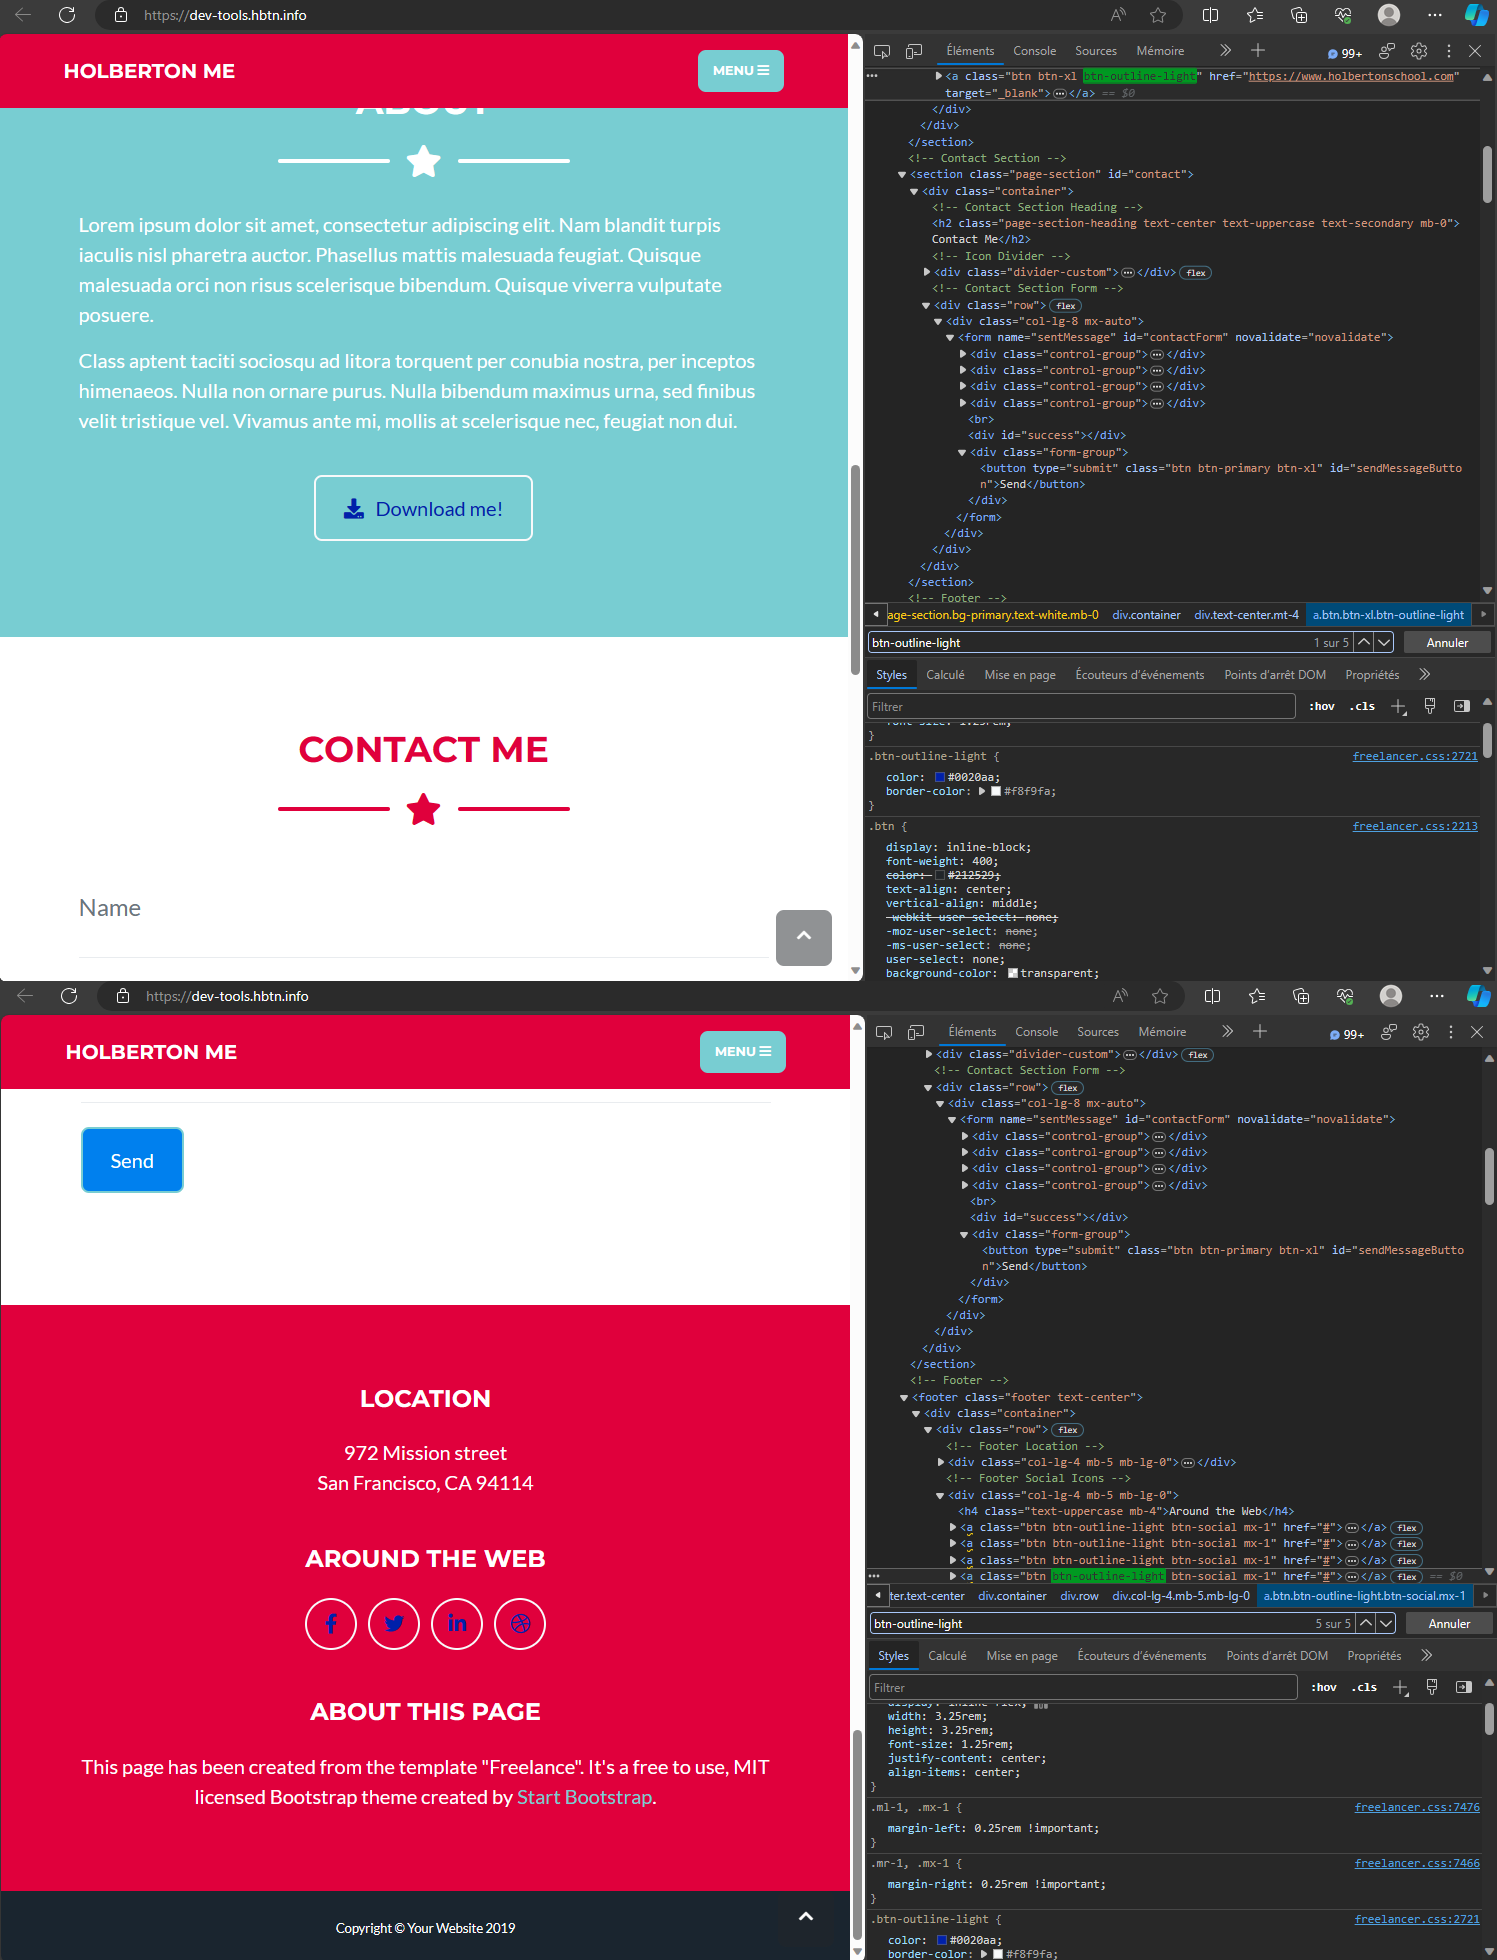 https://dev-tools.hbtn.info
HOLBERTON ME
MENU
ABOUT
Lorem ipsum dolor sit amet, consectetur adipiscing elit. Nam blandit turpis
iaculis nisl pharetra auctor. Phasellus mattis malesuada feugiat. Quisque
malesuada orci non risus scelerisque bibendum. Quisque viverra vulputate
posuere.
Class aptent taciti sociosqu ad litora torquent per conubia nostra, per inceptos
himenaeos. Nulla non ornare purus. Nulla bibendum maximus urna, sed finibus
velit tristique vel. Vivamus ante mi, mollis at scelerisque nec, feugiat non dui.
Download me!
CONTACT ME
Name
Éléments Console Sources Mémoire 99+
<a class="btn btn-xl btn-outline-light" href="https://www.holbertonschool.com"
target="_blank">…</a> == $0
</div>
</div>
</section>
<!-- Contact Section -->
<section class="page-section" id="contact">
<div class="container">
<!-- Contact Section Heading -->
<h2 class="page-section-heading text-center text-uppercase text-secondary mb-0">
Contact Me</h2>
<!-- Icon Divider -->
<div class="divider-custom">…</div> flex
<!-- Contact Section Form -->
<div class="row"> flex
<div class="col-lg-8 mx-auto">
<form name="sentMessage" id="contactForm" novalidate="novalidate">
<div class="control-group">…</div>
<div class="control-group">…</div>
<div class="control-group">…</div>
<div class="control-group">…</div>
<br>
<div id="success"></div>
<div class="form-group">
<button type="submit" class="btn btn-primary btn-xl" id="sendMessageButto
n">Send</button>
</div>
</form>
</div>
</div>
</div>
</section>
<!-- Footer -->
age-section.bg-primary.text-white.mb-0 div.container div.text-center.mt-4 a.btn.btn-xl.btn-outline-light
btn-outline-light 1 sur 5 Annuler
Styles Calculé Mise en page Écouteurs d'événements Points d'arrêt DOM Propriétés
Filtrer :hov .cls
font-size: 1.25rem;
}
.btn-outline-light { freelancer.css:2721
color: #0020aa;
border-color: #f8f9fa;
}
.btn { freelancer.css:2213
display: inline-block;
font-weight: 400;
color: #212529;
text-align: center;
vertical-align: middle;
-webkit-user-select: none;
-moz-user-select: none;
-ms-user-select: none;
user-select: none;
background-color: transparent;
https://dev-tools.hbtn.info
HOLBERTON ME
MENU
Send
LOCATION
972 Mission street
San Francisco, CA 94114
AROUND THE WEB
ABOUT THIS PAGE
This page has been created from the template "Freelance". It's a free to use, MIT
licensed Bootstrap theme created by Start Bootstrap.
Copyright © Your Website 2019
Éléments Console Sources Mémoire 99+
<div class="divider-custom">…</div> flex
<!-- Contact Section Form -->
<div class="row"> flex
<div class="col-lg-8 mx-auto">
<form name="sentMessage" id="contactForm" novalidate="novalidate">
<div class="control-group">…</div>
<div class="control-group">…</div>
<div class="control-group">…</div>
<div class="control-group">…</div>
<br>
<div id="success"></div>
<div class="form-group">
<button type="submit" class="btn btn-primary btn-xl" id="sendMessageButto
n">Send</button>
</div>
</form>
</div>
</div>
</div>
</section>
<!-- Footer -->
<footer class="footer text-center">
<div class="container">
<div class="row"> flex
<!-- Footer Location -->
<div class="col-lg-4 mb-5 mb-lg-0">…</div>
<!-- Footer Social Icons -->
<div class="col-lg-4 mb-5 mb-lg-0">
<h4 class="text-uppercase mb-4">Around the Web</h4>
<a class="btn btn-outline-light btn-social mx-1" href="#">…</a> flex
<a class="btn btn-outline-light btn-social mx-1" href="#">…</a> flex
<a class="btn btn-outline-light btn-social mx-1" href="#">…</a> flex
<a class="btn btn-outline-light btn-social mx-1" href="#">…</a> flex == $0
ter.text-center div.container div.row div.col-lg-4.mb-5.mb-lg-0 a.btn.btn-outline-light.btn-social.mx-1
btn-outline-light 5 sur 5 Annuler
Styles Calculé Mise en page Écouteurs d'événements Points d'arrêt DOM Propriétés
Filtrer :hov .cls
display: inline-flex;
width: 3.25rem;
height: 3.25rem;
font-size: 1.25rem;
justify-content: center;
align-items: center;
}
.ml-1, .mx-1 { freelancer.css:7476
margin-left: 0.25rem !important;
}
.mr-1, .mx-1 { freelancer.css:7466
margin-right: 0.25rem !important;
}
.btn-outline-light { freelancer.css:2721
color: #0020aa;
border-color: #f8f9fa;